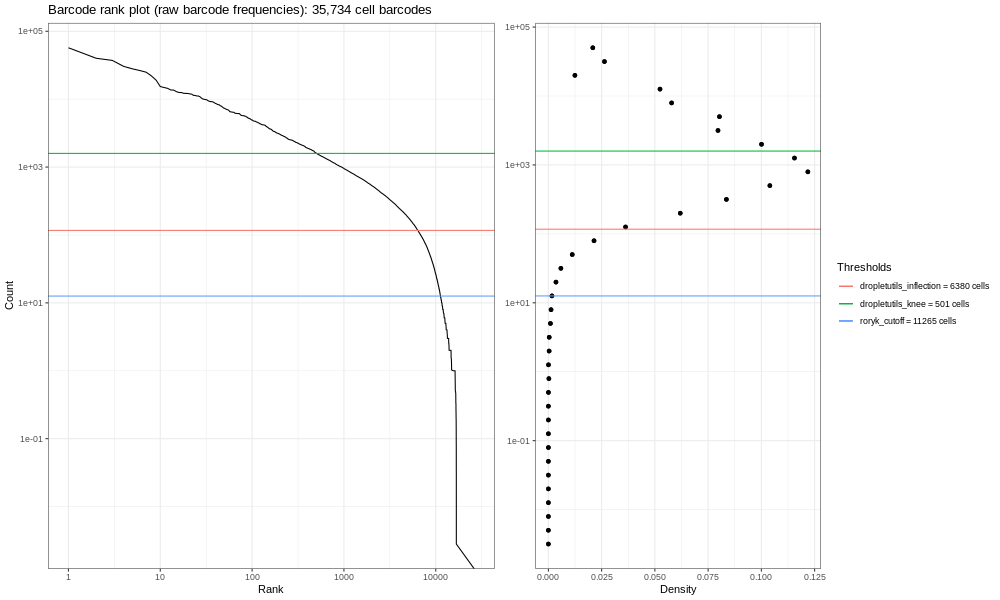 Barcode rank plot (raw barcode frequencies): 35,734 cell barcodes
Count
1e+05
1e+03
1e+01
1e-01
1
10
100
1000
10000
Rank
1e+05
1e+03
1e+01
1e-01
0.000
0.025
0.050
0.075
0.100
0.125
Density
Thresholds
dropletutils_inflection = 6380 cells
dropletutils_knee = 501 cells
roryk_cutoff = 11265 cells